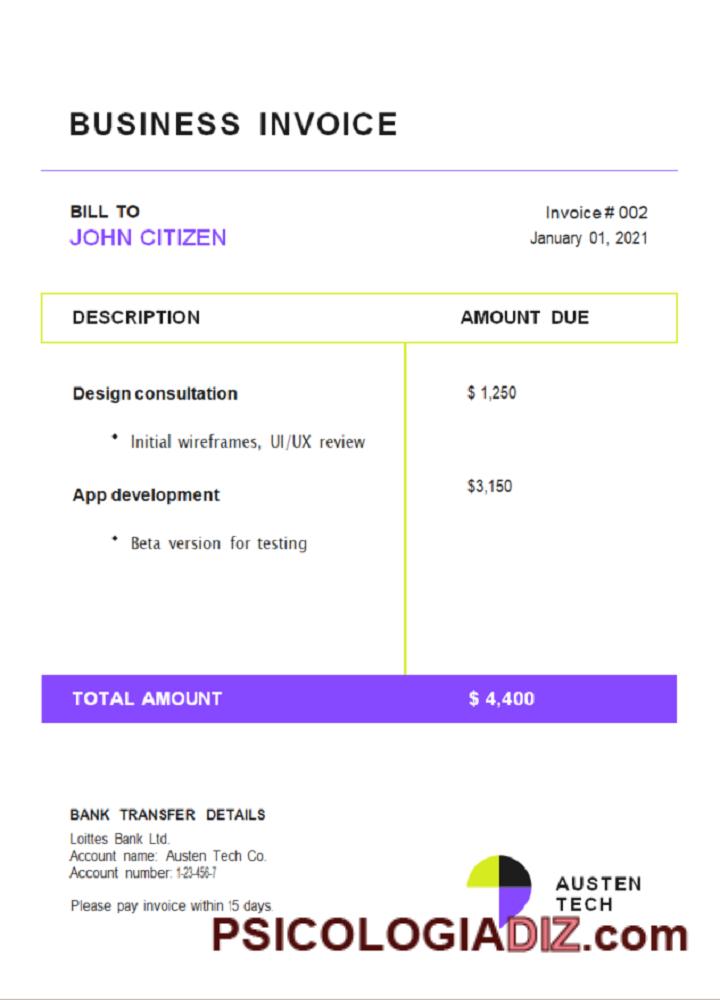 BUSINESS INVOICE
BILL TO
JOHN CITIZEN
Invoice # 002
January 01, 2021
DESCRIPTION
AMOUNT DUE
Design consultation
$ 1,250
• Initial wireframes, UI/UX review
App development
$3,150
• Beta version for testing
TOTAL AMOUNT
$ 4,400
BANK TRANSFER DETAILS
Loittes Bank Ltd.
Account name: Austen Tech Co.
Account number: 1-23-456-7
Please pay invoice within 15 days.
AUSTEN
TECH
PSICOLOGIADIZ.com